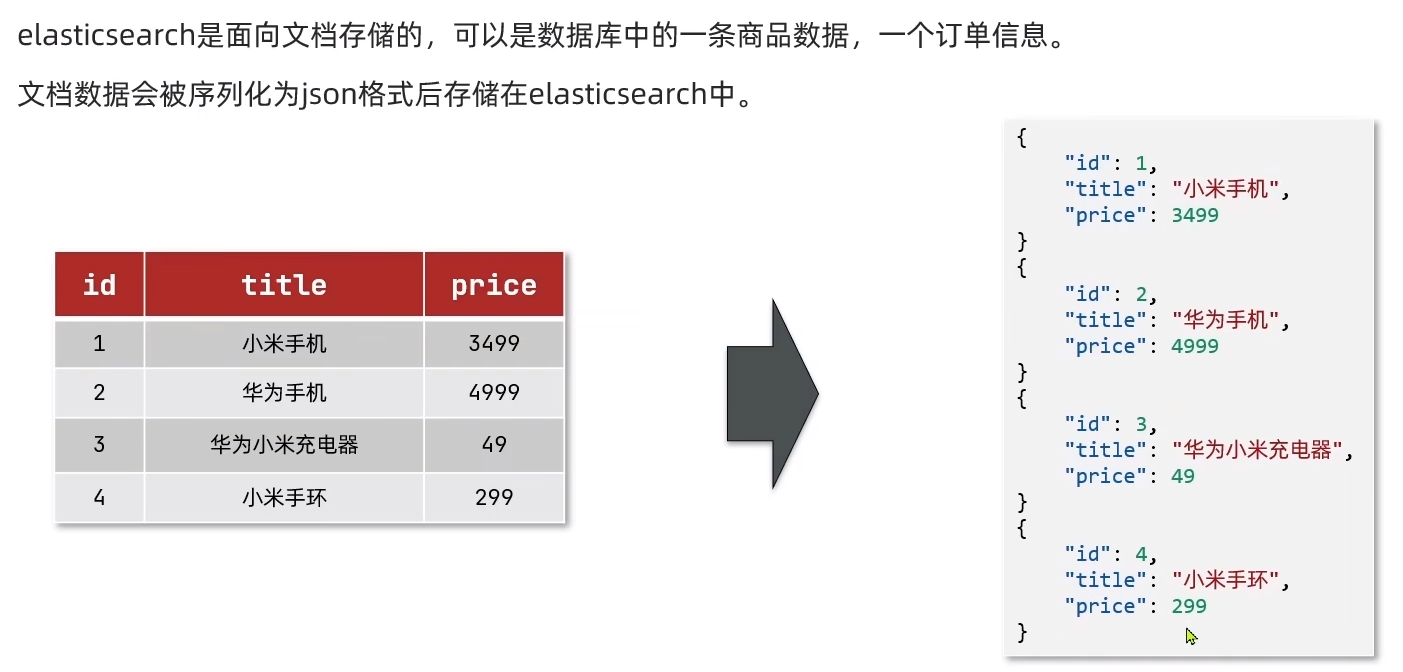 elasticsearch是面向文档存储的，可以是数据库中的一条商品数据，一个订单信息。
文档数据会被序列化为json格式后存储在elasticsearch中。
id title price
1 小米手机 3499
2 华为手机 4999
3 华为小米充电器 49
4 小米手环 299
{
"id": 1,
"title": "小米手机",
"price": 3499
}
{
"id": 2,
"title": "华为手机",
"price": 4999
}
{
"id": 3,
"title": "华为小米充电器",
"price": 49
}
{
"id": 4,
"title": "小米手环",
"price": 299
}